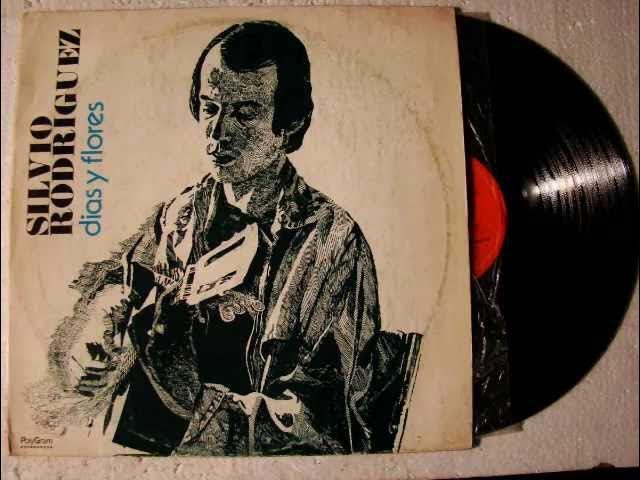 SILVIO
RODRIGUEZ
dias y flores
PolyGram